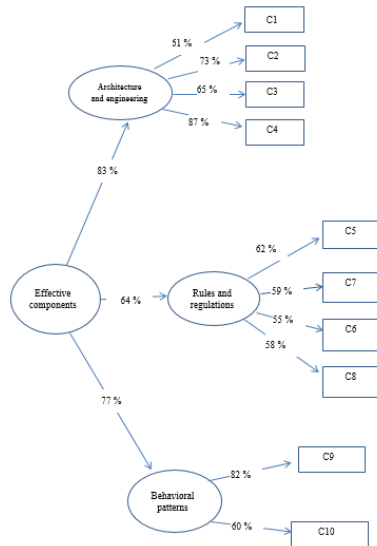 C1
51 %
C2
73 %
Architecture
and engineering
65 %
C3
87 %
C4
83 %
C5
62 %
Effective
components
64 %
Rules and
regulations
59 %
C7
55 %
C6
58 %
C8
77 %
C9
82 %
Behavioral
patterns
60 %
C10